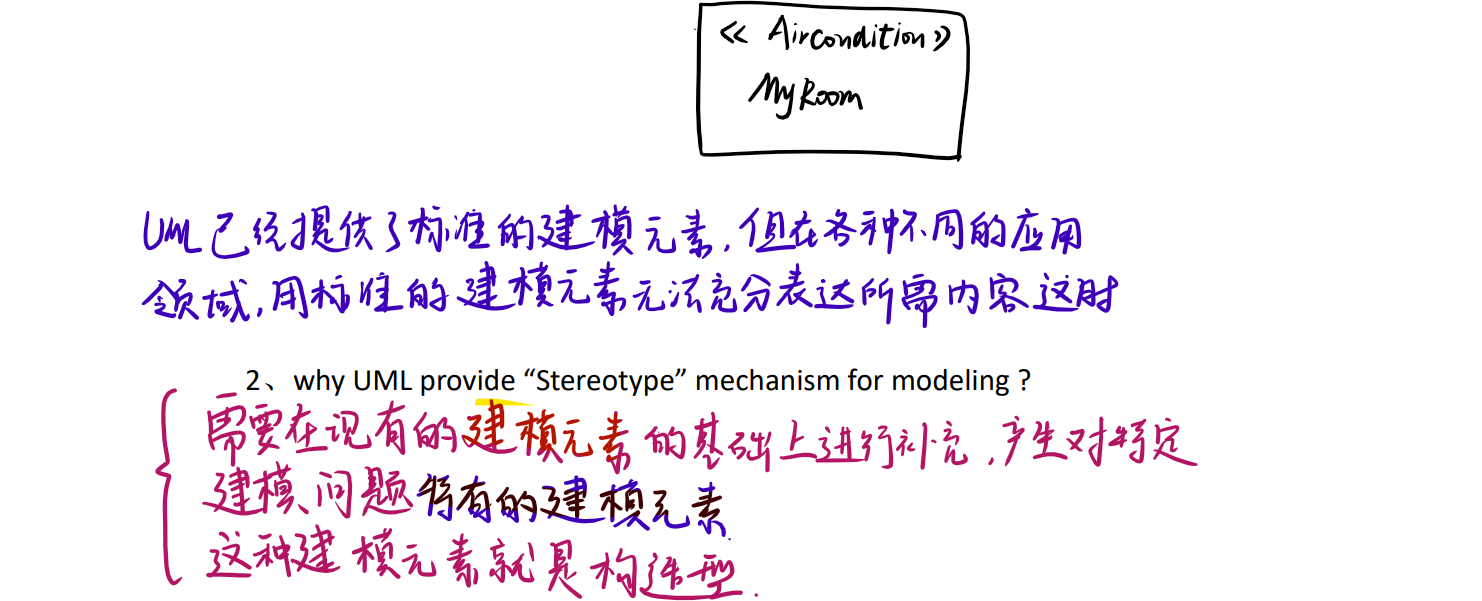 « Aircondition »
MyRoom
UML已经提供了标准的建模元素,但在各种不同的应用
领域,用标准的建模元素无法充分表达所需内容这时
2、why UML provide “Stereotype” mechanism for modeling ?
需要在现有的建模元素的基础上进行补充,产生对特定
建模问题特有的建模元素
这种建模元素就是构造型.